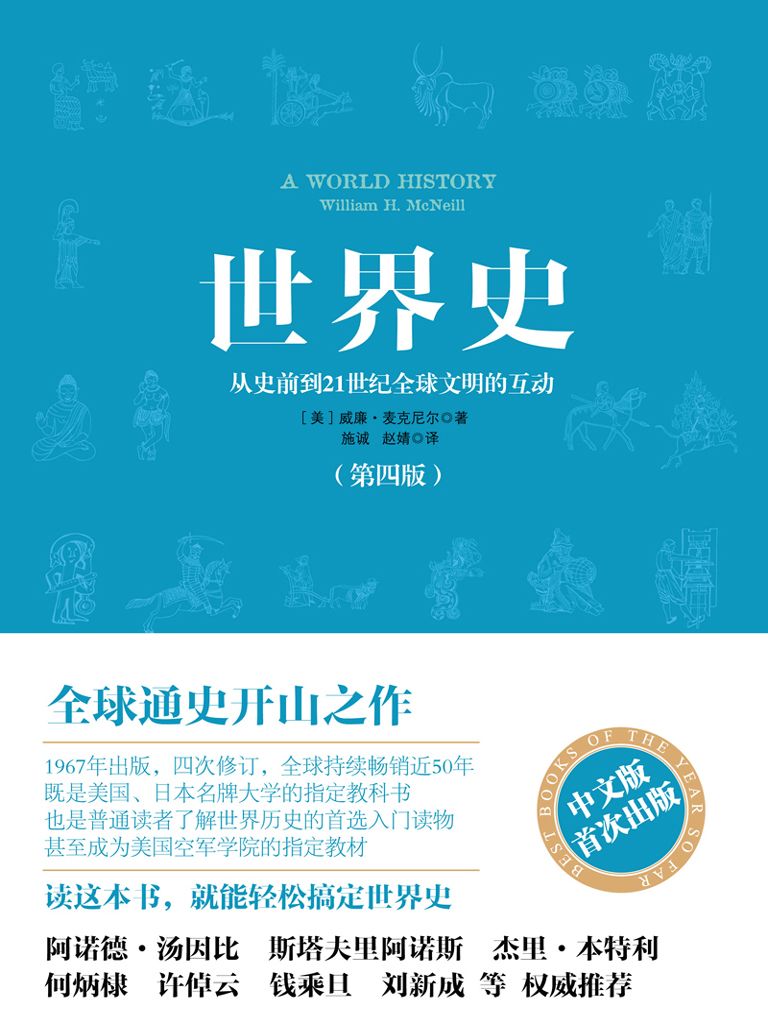 A WORLD HISTORY
William H. McNeill
世界史
从史前到21世纪全球文明的互动
［美］威廉·麦克尼尔◎著
施诚 赵婧◎译
（第四版）
全球通史开山之作
1967年出版，四次修订，全球持续畅销近50年
既是美国、日本名牌大学的指定教科书
也是普通读者了解世界历史的首选入门读物
甚至成为美国空军学院的指定教材
读这本书，就能轻松搞定世界史
BEST BOOKS OF THE YEAR SO FAR
中文版
首次出版
阿诺德·汤因比 斯塔夫里阿诺斯 杰里·本特利
何炳棣 许倬云 钱乘旦 刘新成 等 权威推荐